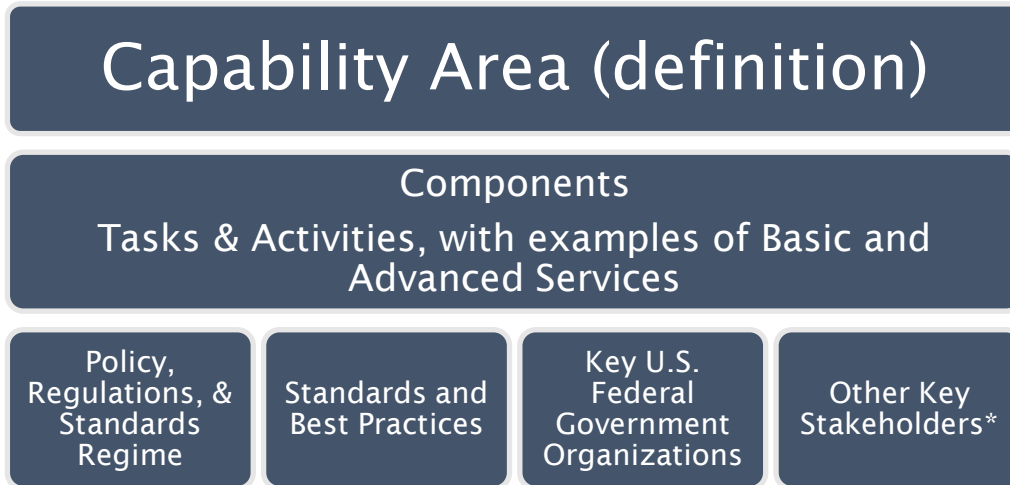 Capability Area (definition)
Components
Tasks & Activities, with examples of Basic and
Advanced Services
Policy,
Regulations, &
Standards
Regime
Standards and
Best Practices
Key U.S.
Federal
Government
Organizations
Other Key
Stakeholders*